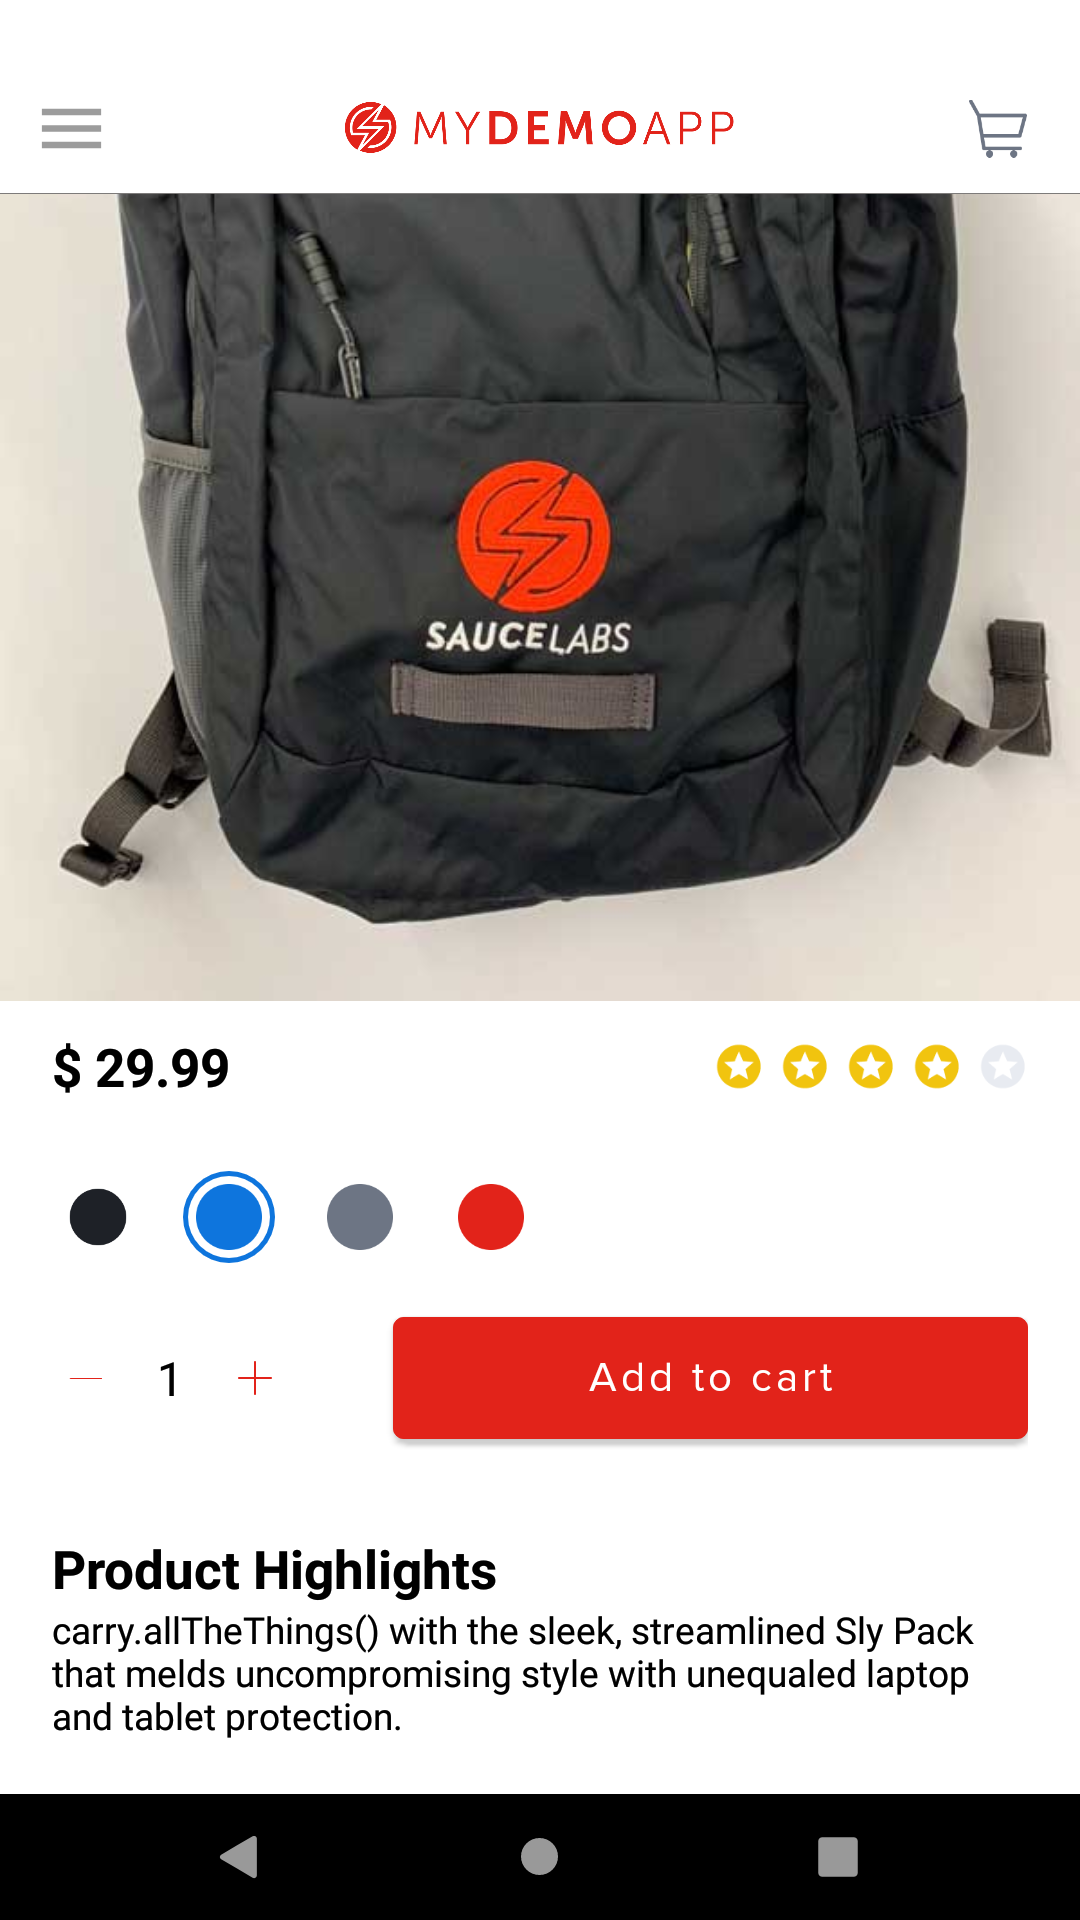 MYDEMOAPP
SAUCELABS
$ 29.99
1
Add to cart
Product Highlights
carry.allTheThings() with the sleek, streamlined Sly Pack
that melds uncompromising style with unequaled laptop
and tablet protection.